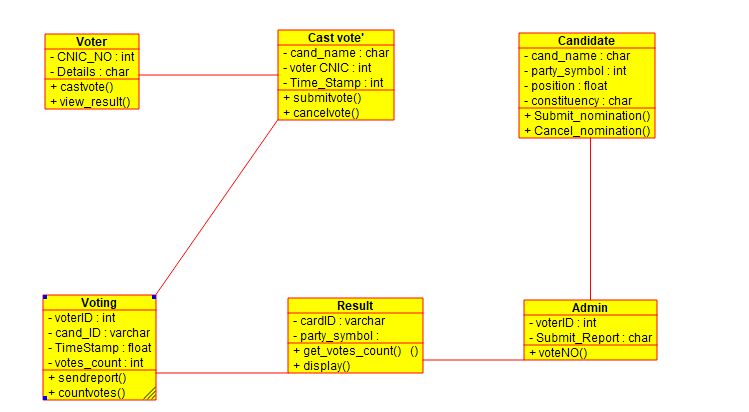 Voter
- CNIC_NO : int
- Details : char
+ castvote()
+ view_result()
Cast vote'
- cand_name : char
- voter CNIC : int
- Time_Stamp : int
+ submitvote()
+ cancelvote()
Candidate
- cand_name : char
- party_symbol : int
- position : float
- constituency : char
+ Submit_nomination()
+ Cancel_nomination()
Voting
- voterID : int
- cand_ID : varchar
- TimeStamp : float
- votes_count : int
+ sendreport()
+ countvotes()
Result
- cardID : varchar
- party_symbol :
+ get_votes_count() ()
+ display()
Admin
- voterID : int
- Submit_Report : char
+ voteNO()